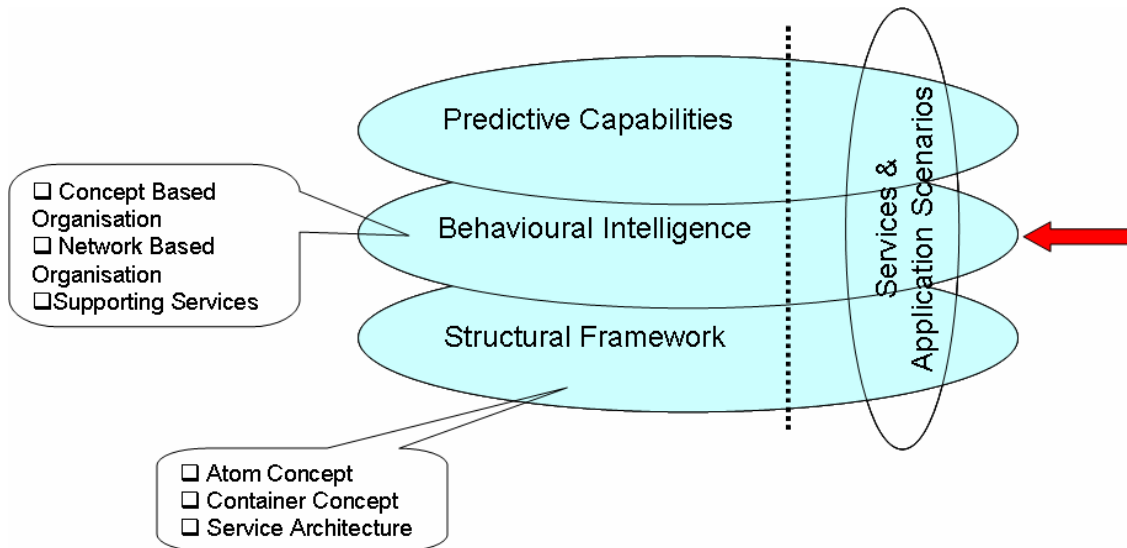 Predictive Capabilities
❑ Concept Based
Organisation
❑ Network Based
Organisation
❑Supporting Services
Behavioural Intelligence
Structural Framework
Services &
Application Scenarios
❑ Atom Concept
❑ Container Concept
❑ Service Architecture